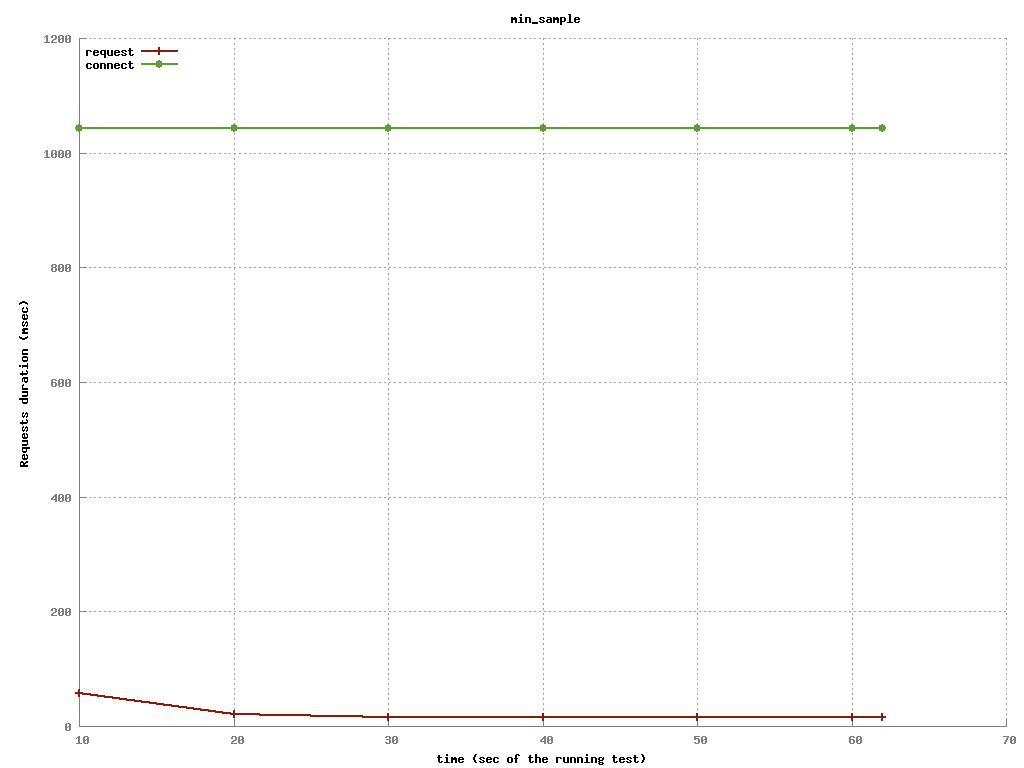 min_sample
1200
request
connect
1000
800
600
400
200
0
10 20 30 40 50 60 70
Requests duration (msec)
time (sec of the running test)